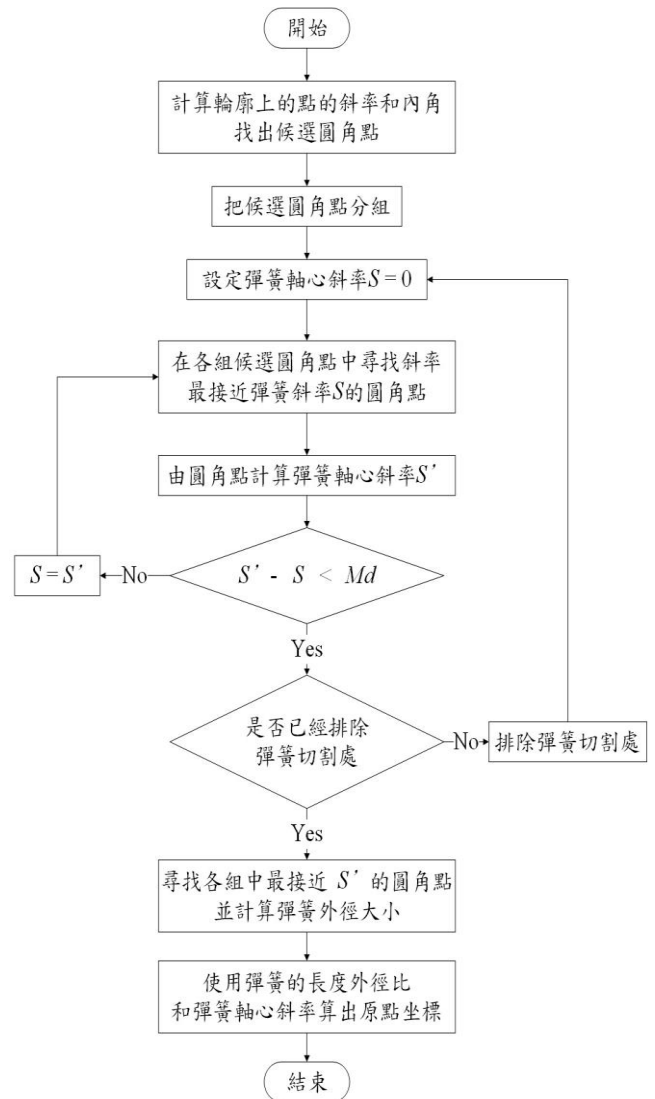 開始
計算輪廓上的點的斜率和內角
找出候選圓角點
把候選圓角點分組
設定彈簧軸心斜率S = 0
在各組候選圓角點中尋找斜率
最接近彈簧斜率S的圓角點
由圓角點計算彈簧軸心斜率S’
S’ - S < Md
No
S = S’
Yes
是否已經排除
彈簧切割處
No
排除彈簧切割處
Yes
尋找各組中最接近 S’ 的圓角點
並計算彈簧外徑大小
使用彈簧的長度外徑比
和彈簧軸心斜率算出原點坐標
結束